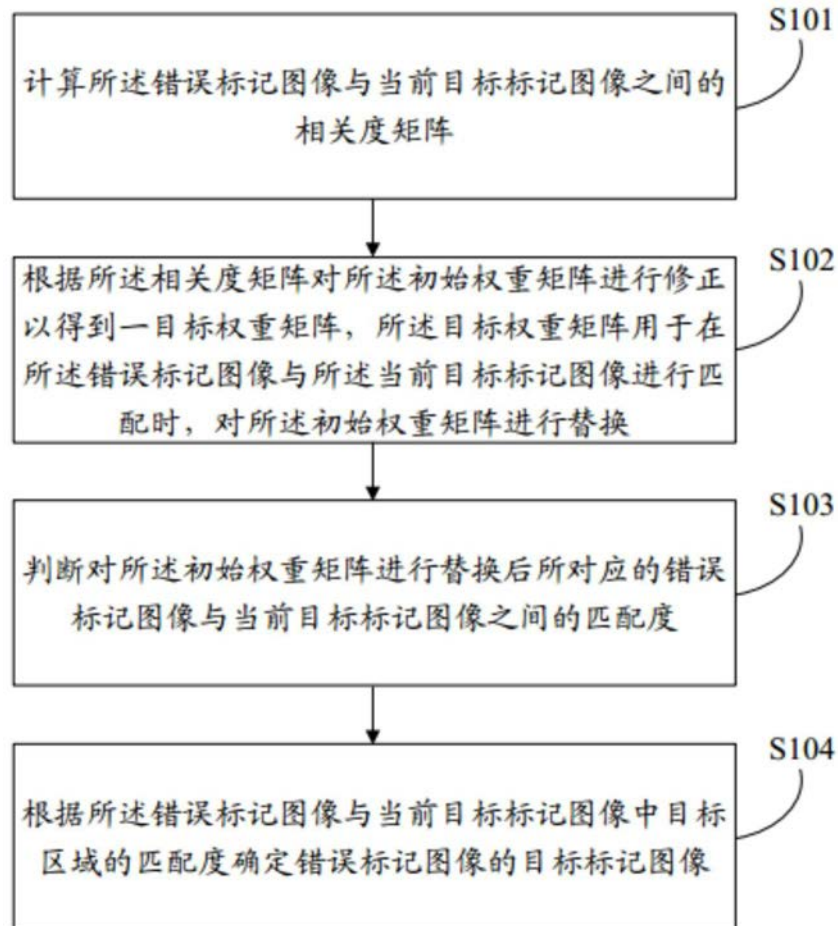 S101
计算所述错误标记图像与当前目标标记图像之间的
相关度矩阵
S102
根据所述相关度矩阵对所述初始权重矩阵进行修正
以得到一目标权重矩阵，所述目标权重矩阵用于在
所述错误标记图像与所述当前目标标记图像进行匹
配时，对所述初始权重矩阵进行替换
S103
判断对所述初始权重矩阵进行替换后所对应的错误
标记图像与当前目标标记图像之间的匹配度
S104
根据所述错误标记图像与当前目标标记图像中目标
区域的匹配度确定错误标记图像的目标标记图像